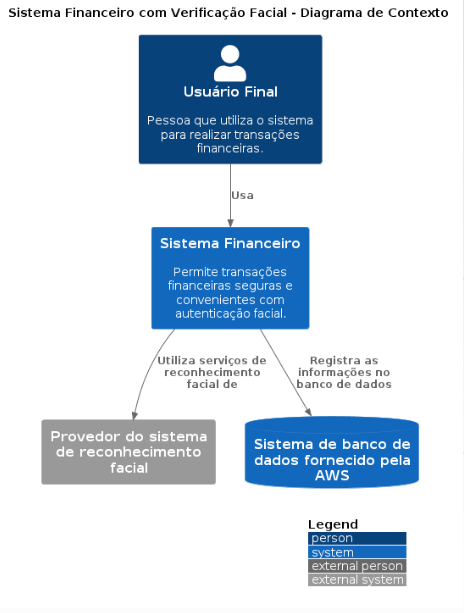 Sistema Financeiro com Verificação Facial - Diagrama de Contexto
Usuário Final
Pessoa que utiliza o sistema
para realizar transações
financeiras.
Usa
Sistema Financeiro
Permite transações
financeiras seguras e
convenientes com
autenticação facial.
Utiliza serviços de
reconhecimento
facial de
Registra as
informações no
banco de dados
Provedor do sistema
de reconhecimento
facial
Sistema de banco de
dados fornecido pela
AWS
Legend
person
system
external person
external system